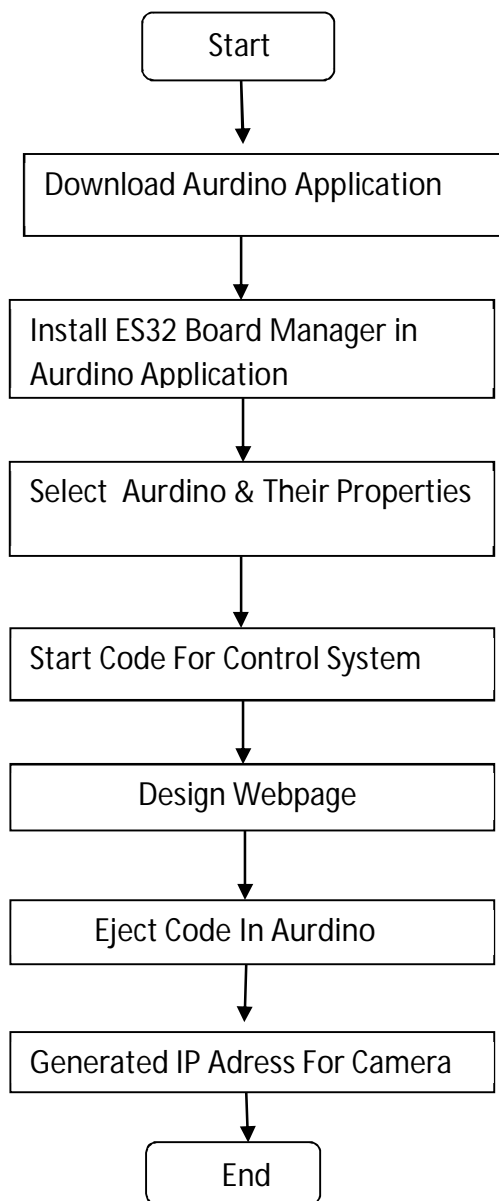 Start
Download Aurdino Application
Install ES32 Board Manager in
Aurdino Application
Select Aurdino & Their Properties
Start Code For Control System
Design Webpage
Eject Code In Aurdino
Generated IP Adress For Camera
End